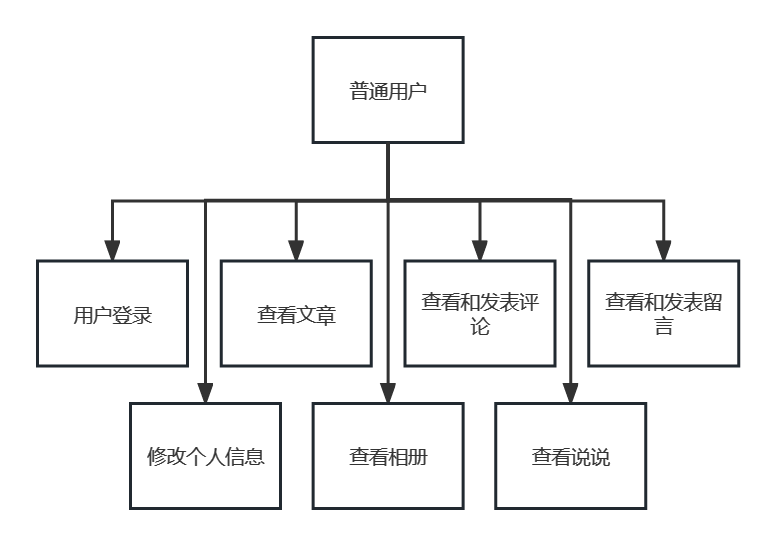 普通用户
用户登录
查看文章
查看和发表评
论
查看和发表留
言
修改个人信息
查看相册
查看说说